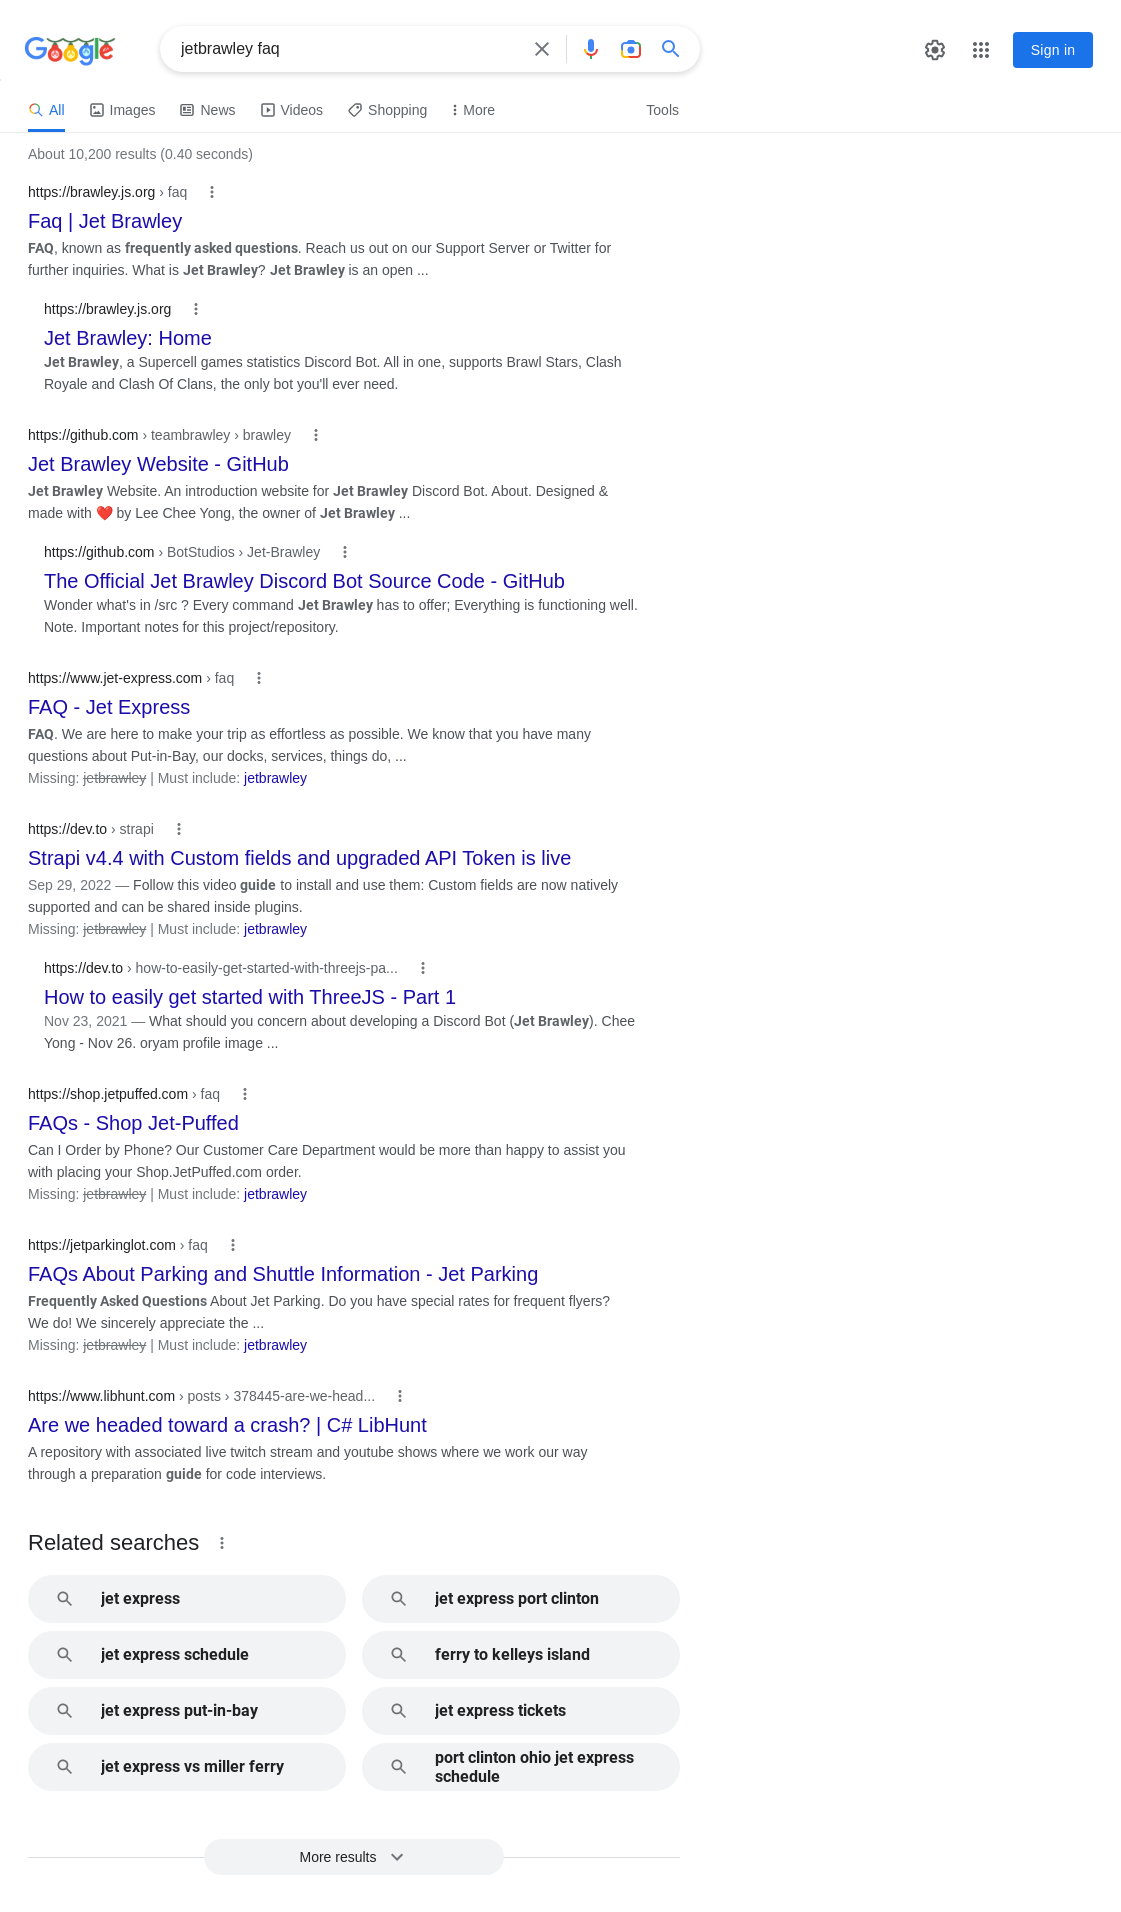 Google
jetbrawley faq
Sign in
All Images News Videos Shopping More Tools
About 10,200 results (0.40 seconds)
https://brawley.js.org › faq
Faq | Jet Brawley
FAQ, known as frequently asked questions. Reach us out on our Support Server or Twitter for
further inquiries. What is Jet Brawley? Jet Brawley is an open ...
https://brawley.js.org
Jet Brawley: Home
Jet Brawley, a Supercell games statistics Discord Bot. All in one, supports Brawl Stars, Clash
Royale and Clash Of Clans, the only bot you'll ever need.
https://github.com › teambrawley › brawley
Jet Brawley Website - GitHub
Jet Brawley Website. An introduction website for Jet Brawley Discord Bot. About. Designed &
made with ❤️ by Lee Chee Yong, the owner of Jet Brawley ...
https://github.com › BotStudios › Jet-Brawley
The Official Jet Brawley Discord Bot Source Code - GitHub
Wonder what's in /src ? Every command Jet Brawley has to offer; Everything is functioning well.
Note. Important notes for this project/repository.
https://www.jet-express.com › faq
FAQ - Jet Express
FAQ. We are here to make your trip as effortless as possible. We know that you have many
questions about Put-in-Bay, our docks, services, things do, ...
Missing: jetbrawley | Must include: jetbrawley
https://dev.to › strapi
Strapi v4.4 with Custom fields and upgraded API Token is live
Sep 29, 2022 — Follow this video guide to install and use them: Custom fields are now natively
supported and can be shared inside plugins.
Missing: jetbrawley | Must include: jetbrawley
https://dev.to › how-to-easily-get-started-with-threejs-pa...
How to easily get started with ThreeJS - Part 1
Nov 23, 2021 — What should you concern about developing a Discord Bot (Jet Brawley). Chee
Yong - Nov 26. oryam profile image ...
https://shop.jetpuffed.com › faq
FAQs - Shop Jet-Puffed
Can I Order by Phone? Our Customer Care Department would be more than happy to assist you
with placing your Shop.JetPuffed.com order.
Missing: jetbrawley | Must include: jetbrawley
https://jetparkinglot.com › faq
FAQs About Parking and Shuttle Information - Jet Parking
Frequently Asked Questions About Jet Parking. Do you have special rates for frequent flyers?
We do! We sincerely appreciate the ...
Missing: jetbrawley | Must include: jetbrawley
https://www.libhunt.com › posts › 378445-are-we-head...
Are we headed toward a crash? | C# LibHunt
A repository with associated live twitch stream and youtube shows where we work our way
through a preparation guide for code interviews.
Related searches
jet express
jet express port clinton
jet express schedule
ferry to kelleys island
jet express put-in-bay
jet express tickets
jet express vs miller ferry
port clinton ohio jet express
schedule
More results